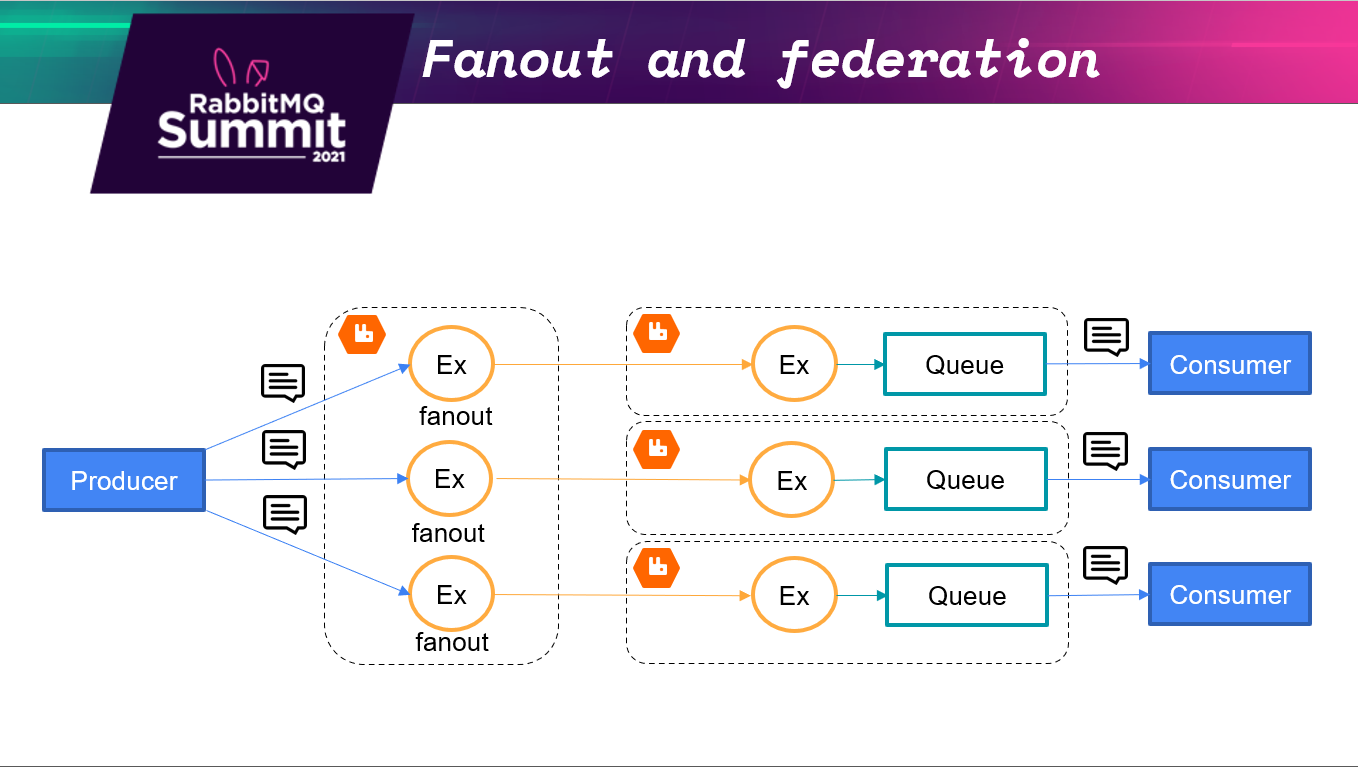 Fanout and federation
RabbitMQ
Summit
2021
Ex
fanout
Ex
Queue
Consumer
Producer
Ex
fanout
Ex
Queue
Consumer
Ex
fanout
Ex
Queue
Consumer